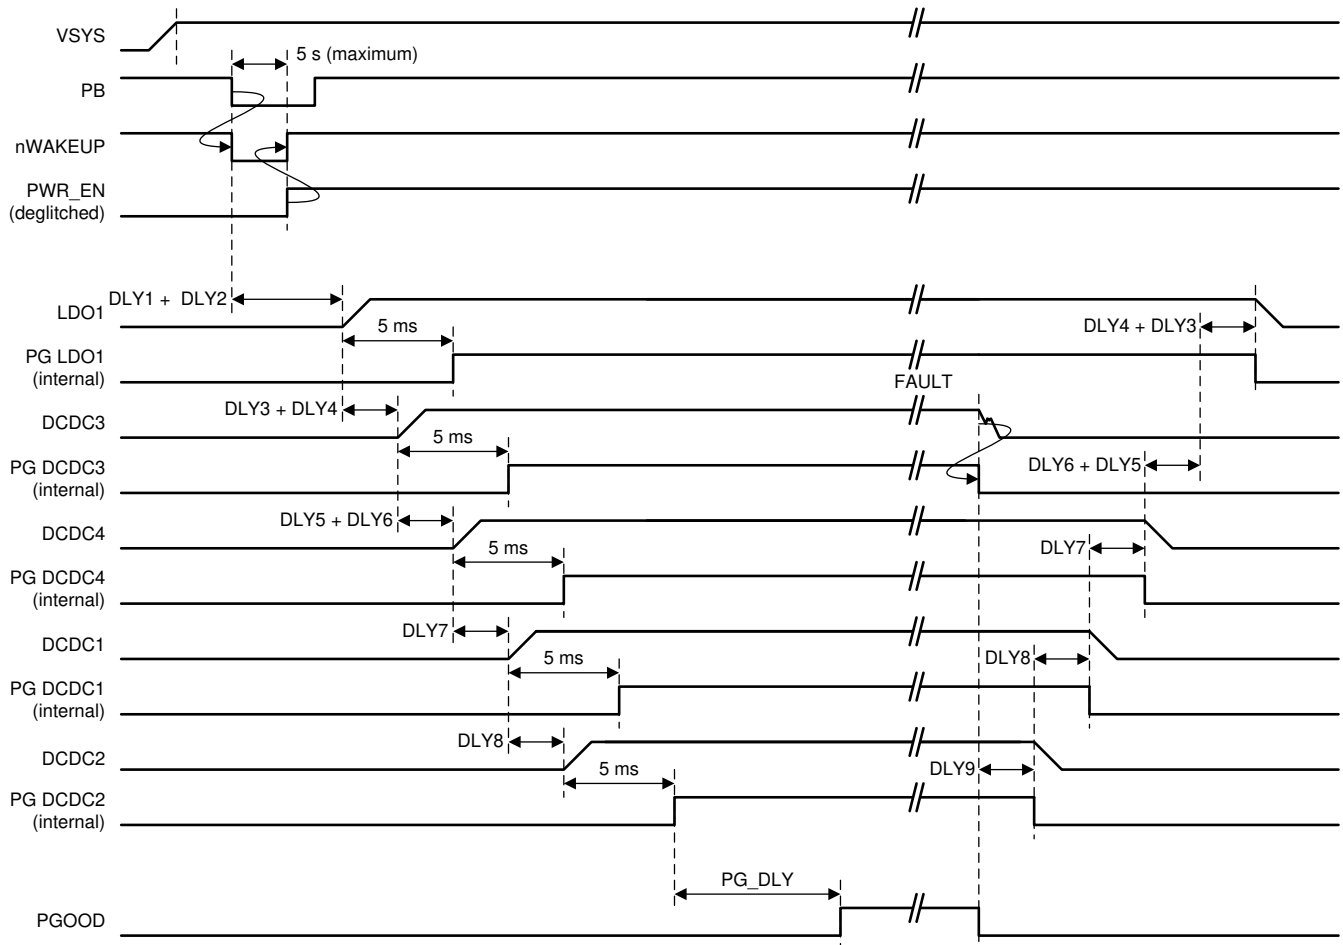 VSYS
5 s (maximum)
PB
nWAKEUP
PWR_EN
(deglitched)
DLY1 + DLY2
LDO1
5 ms
DLY4 + DLY3
PG LDO1
(internal)
FAULT
DLY3 + DLY4
DCDC3
5 ms
PG DCDC3
(internal)
DLY6 + DLY5
DLY5 + DLY6
DCDC4
5 ms
DLY7
PG DCDC4
(internal)
DLY7
DCDC1
5 ms
DLY8
PG DCDC1
(internal)
DLY8
DCDC2
5 ms
DLY9
PG DCDC2
(internal)
PG_DLY
PGOOD